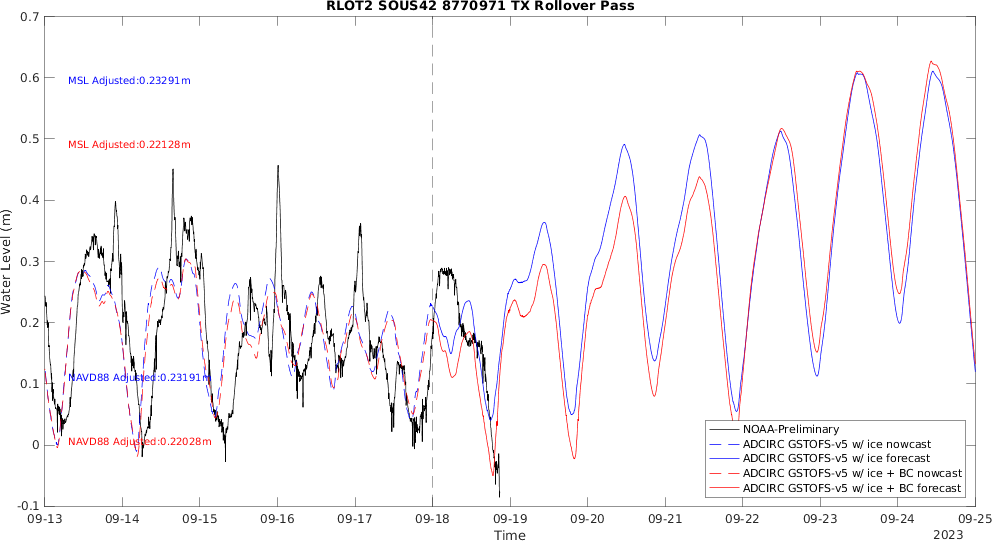 RLOT2 SOUS42 8770971 TX Rollover Pass
Water Level (m)
0.7
0.6
0.5
0.4
0.3
0.2
0.1
0
-0.1
MSL Adjusted:0.23291m
MSL Adjusted:0.22128m
NAVD88 Adjusted:0.23191m
NAVD88 Adjusted:0.22028m
NOAA-Preliminary
ADCIRC GSTOFS-v5 w/ ice nowcast
ADCIRC GSTOFS-v5 w/ ice forecast
ADCIRC GSTOFS-v5 w/ ice + BC nowcast
ADCIRC GSTOFS-v5 w/ ice + BC forecast
09-13 09-14 09-15 09-16 09-17 09-18 09-19 09-20 09-21 09-22 09-23 09-24 09-25
Time
2023